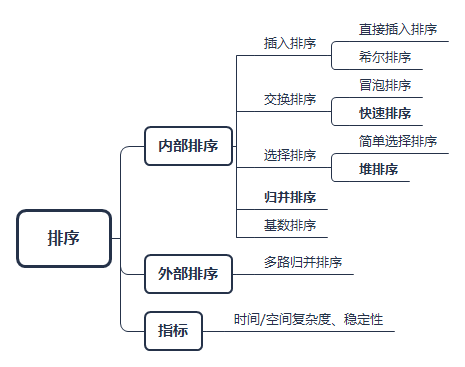 排序
内部排序
插入排序
直接插入排序
希尔排序
交换排序
冒泡排序
快速排序
选择排序
简单选择排序
堆排序
归并排序
基数排序
外部排序
多路归并排序
指标
时间/空间复杂度、稳定性